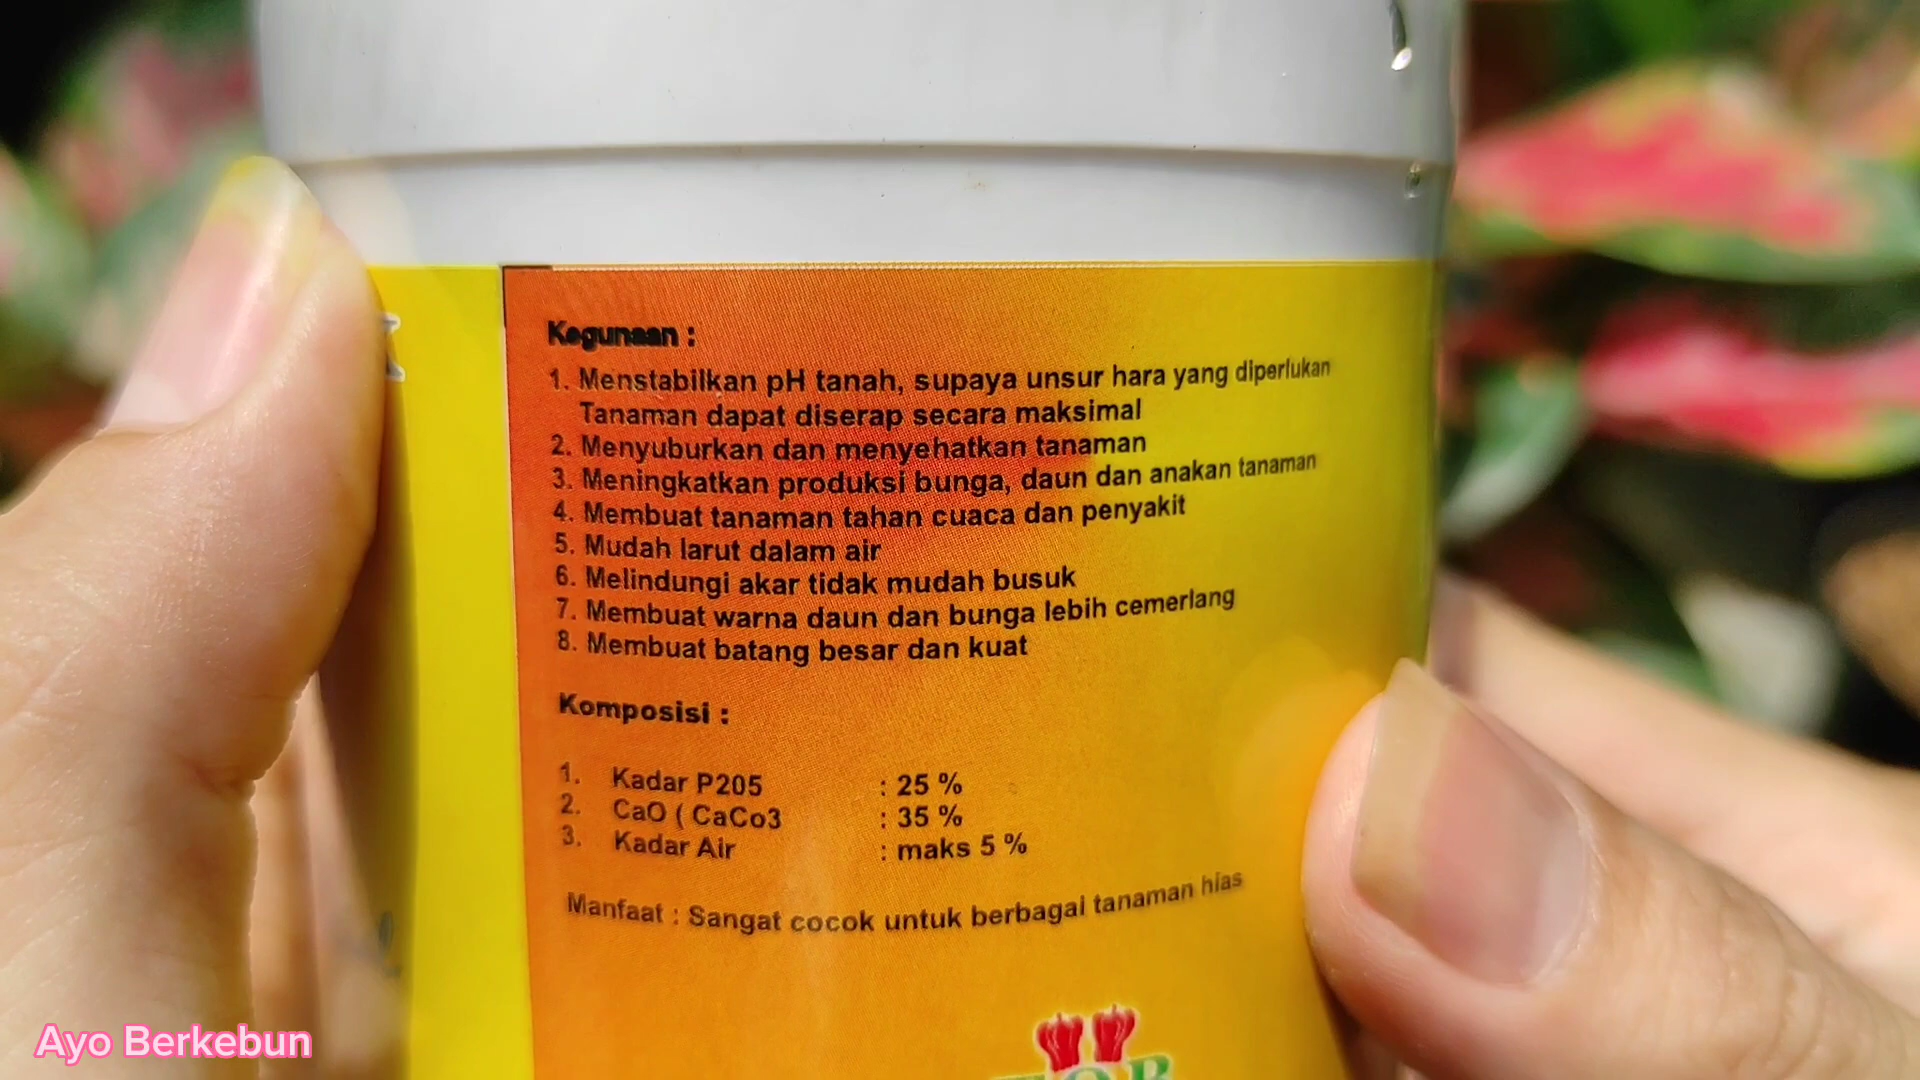 Kegunaan :
1. Menstabilkan pH tanah, supaya unsur hara yang diperlukan
Tanaman dapat diserap secara maksimal
2. Menyuburkan dan menyehatkan tanaman
3. Meningkatkan produksi bunga, daun dan anakan tanaman
4. Membuat tanaman tahan cuaca dan penyakit
5. Mudah larut dalam air
6. Melindungi akar tidak mudah busuk
7. Membuat warna daun dan bunga lebih cemerlang
8. Membuat batang besar dan kuat
Komposisi :
1. Kadar P205 : 25 %
2. CaO ( CaCo3 : 35 %
3. Kadar Air : maks 5 %
Manfaat : Sangat cocok untuk berbagai tanaman hias
Ayo Berkebun